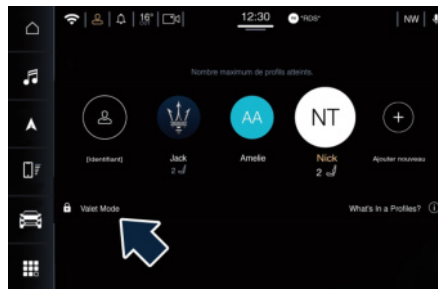 16°
12:30
*RDS*
NW
Nombre maximum de profils atteints.
AA
NT
[Identifiant]
Jack
Amelie
Nick
Ajouter nouveau
2
2
Valet Mode
What's In a Profiles?